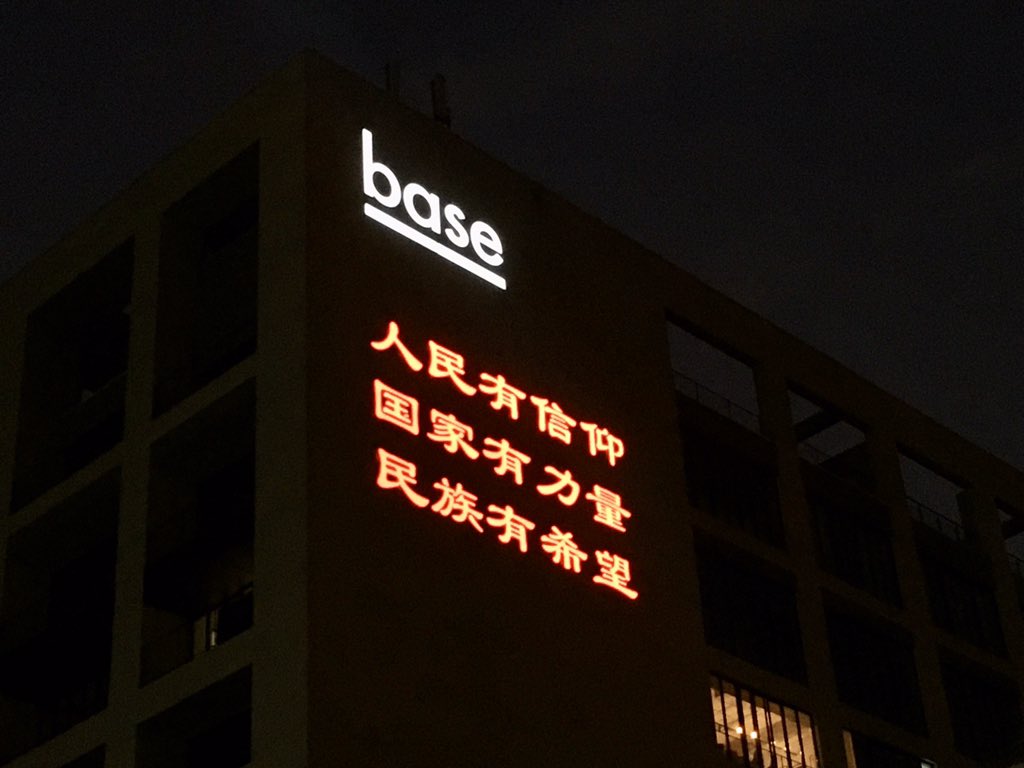 base
人民有信仰
国家有力量
民族有希望